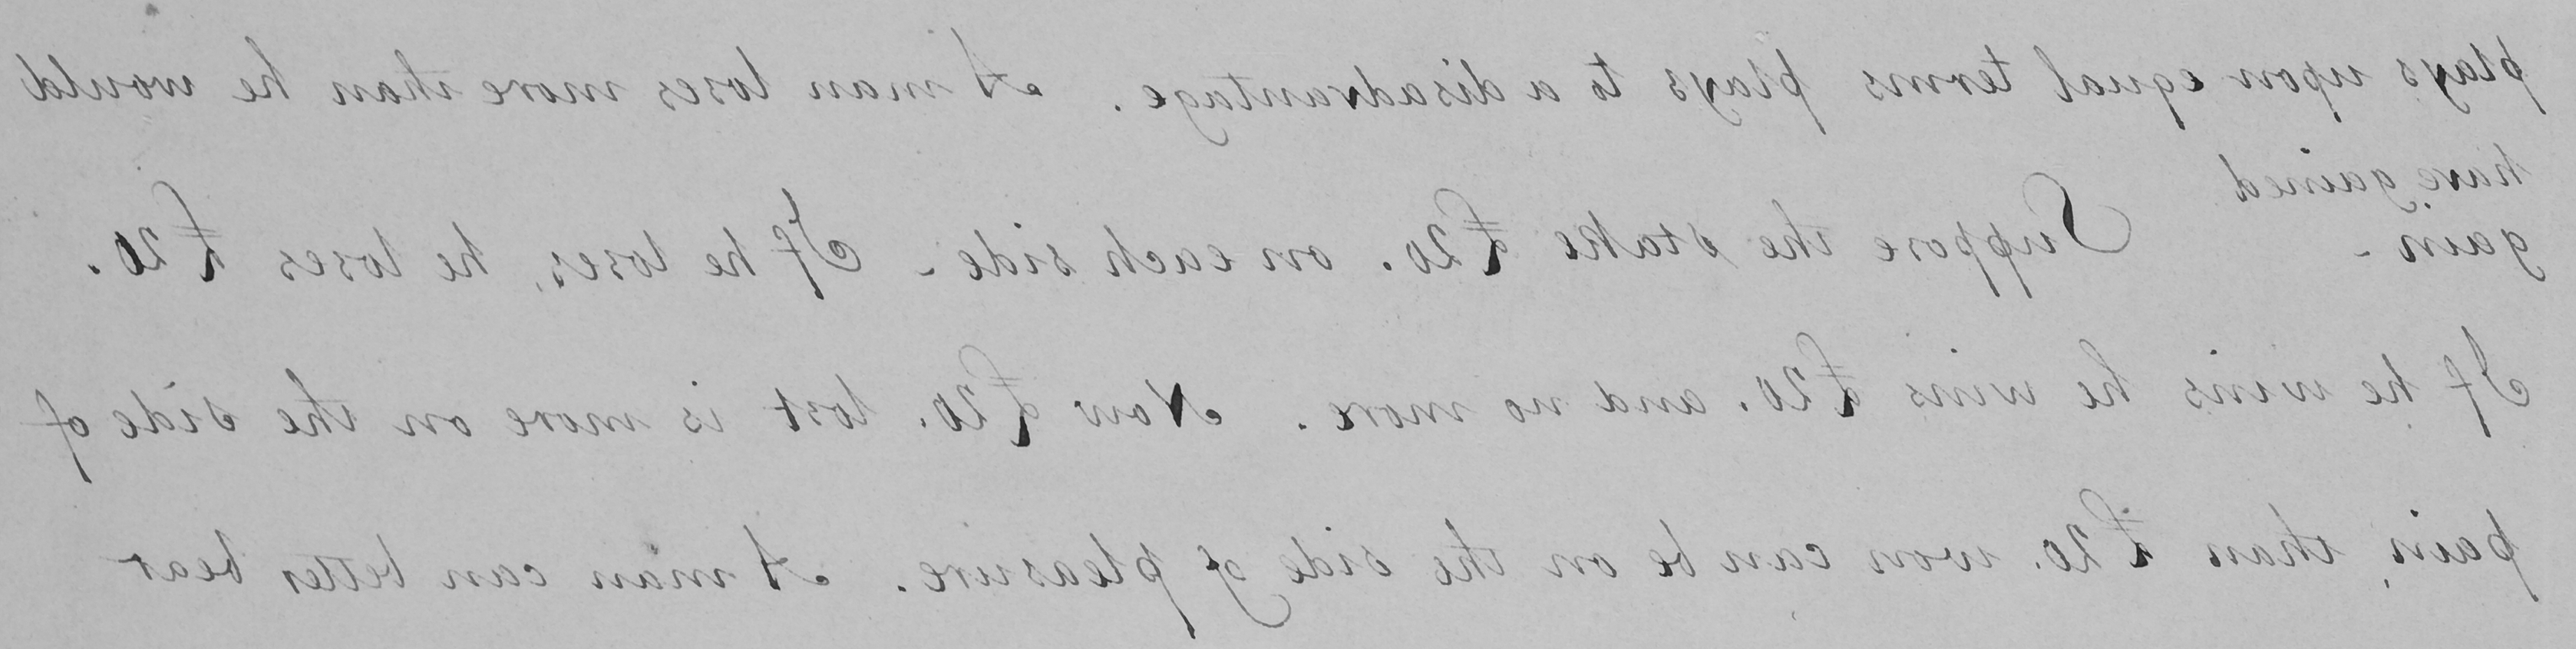 plays upon equal terms plays to a disadvantage. A man loses more than he would
have gained
gain - Suppose the stake £20. on each side - If he loses, he loses £20.
If he wins he wins £20. and no more. Now £20. lost is more on the side of
pain, than £20. won can be on the side of pleasure. A man can better bear